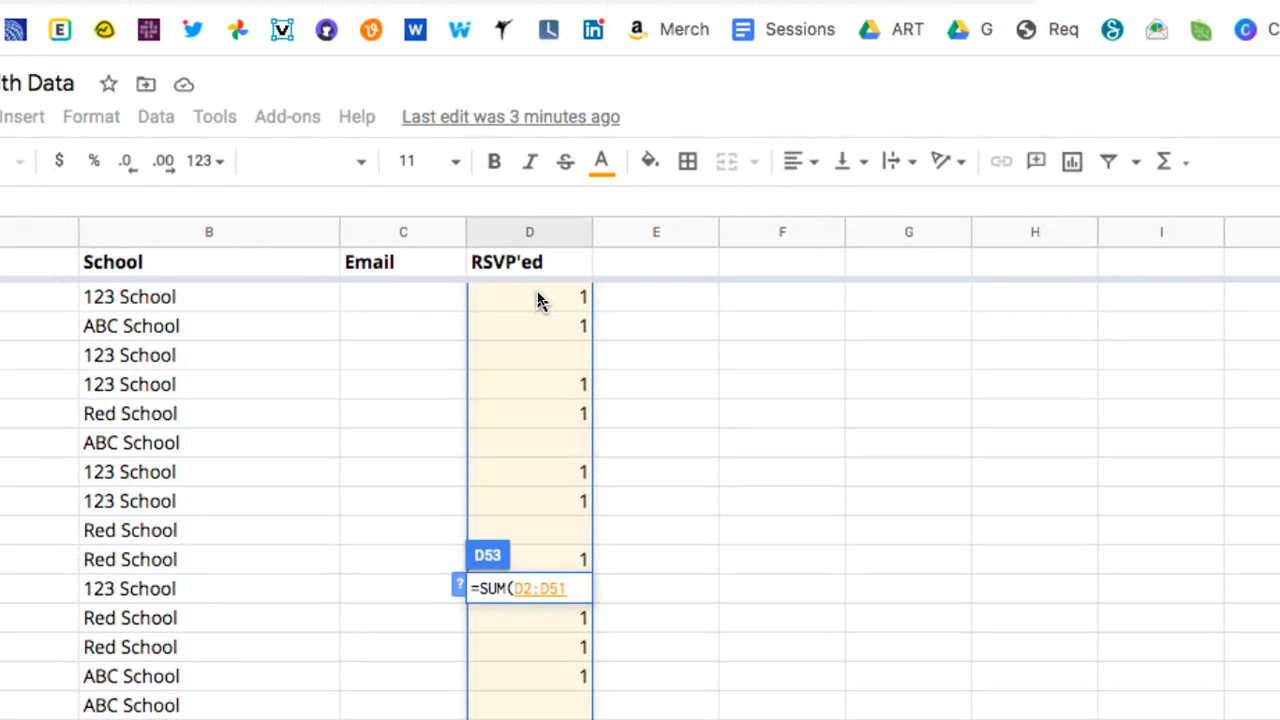 Merch Sessions ART G Req C
th Data
Insert Format Data Tools Add-ons Help Last edit was 3 minutes ago
$ % .0 .00 123 11 B I S A Σ
B C D E F G H I
School Email RSVP'ed
123 School 1
ABC School 1
123 School
123 School 1
Red School 1
ABC School
123 School 1
123 School 1
Red School
D53
Red School 1
123 School ? =SUM(D2:D51
Red School 1
Red School 1
ABC School 1
ABC School